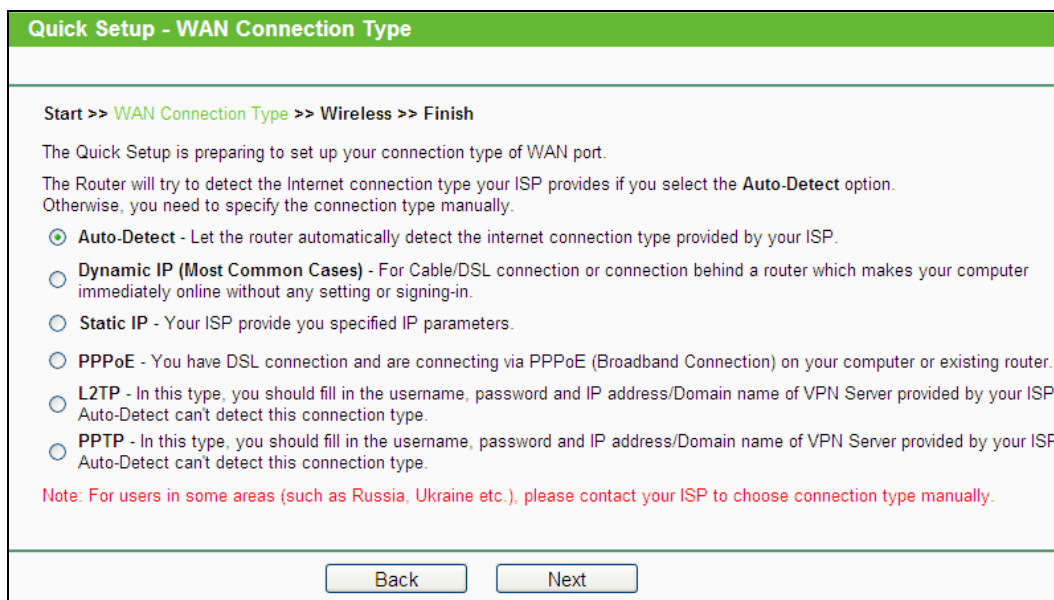 Quick Setup - WAN Connection Type
Start >> WAN Connection Type >> Wireless >> Finish
The Quick Setup is preparing to set up your connection type of WAN port.
The Router will try to detect the Internet connection type your ISP provides if you select the Auto-Detect option.
Otherwise, you need to specify the connection type manually.
Auto-Detect - Let the router automatically detect the internet connection type provided by your ISP.
Dynamic IP (Most Common Cases) - For Cable/DSL connection or connection behind a router which makes your computer
immediately online without any setting or signing-in.
Static IP - Your ISP provide you specified IP parameters.
PPPoE - You have DSL connection and are connecting via PPPoE (Broadband Connection) on your computer or existing router.
L2TP - In this type, you should fill in the username, password and IP address/Domain name of VPN Server provided by your ISP
Auto-Detect can't detect this connection type.
PPTP - In this type, you should fill in the username, password and IP address/Domain name of VPN Server provided by your ISP
Auto-Detect can't detect this connection type.
Note: For users in some areas (such as Russia, Ukraine etc.), please contact your ISP to choose connection type manually.
Back Next